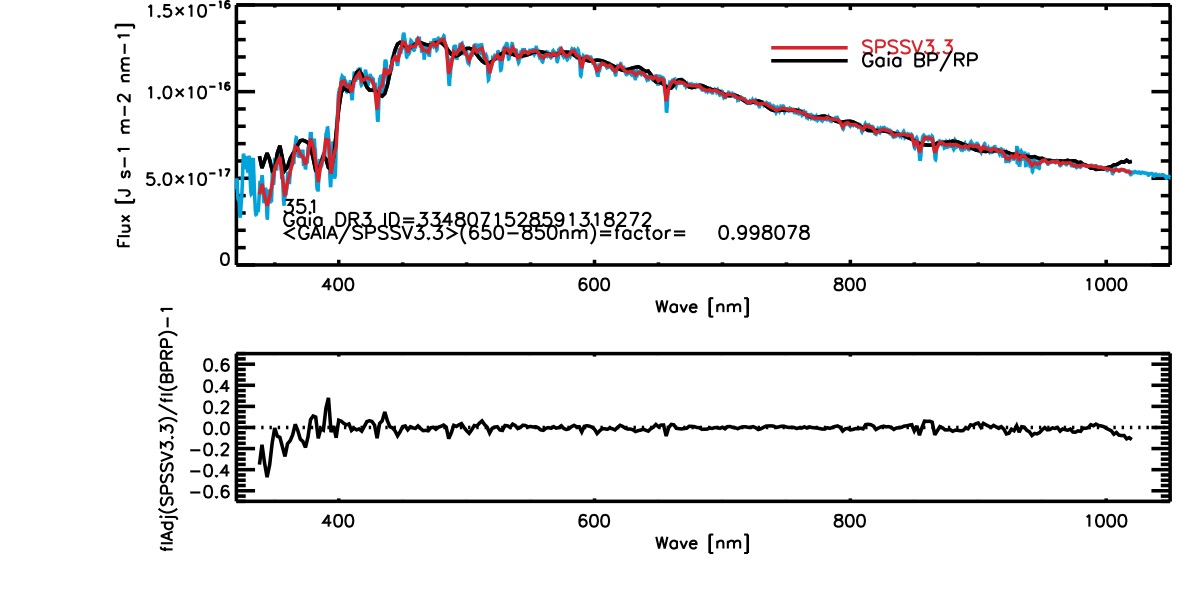 1.5×10−16
1.0×10−16
5.0×10−17
0
Flux [J s−1 m−2 nm−1]
SPSSV3.3
Gaia BP/RP
351
Gaia DR3 ID=3348071528591318272
<GAIA/SPSSV3.3>(650−850nm)=factor= 0.998078
400 600 800 1000
Wave [nm]
flAdj(SPSSV3.3)/fl(BPRP)−1
0.6
0.4
0.2
0.0
−0.2
−0.4
−0.6
400 600 800 1000
Wave [nm]